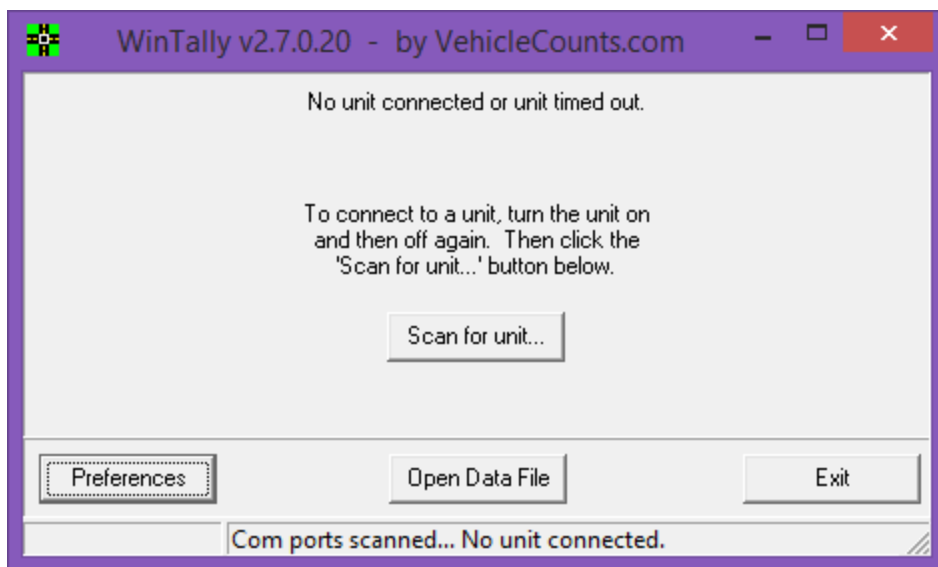 WinTally v2.7.0.20 - by VehicleCounts.com
No unit connected or unit timed out.
To connect to a unit, turn the unit on
and then off again. Then click the
'Scan for unit...' button below.
Scan for unit...
Preferences
Open Data File
Exit
Com ports scanned... No unit connected.